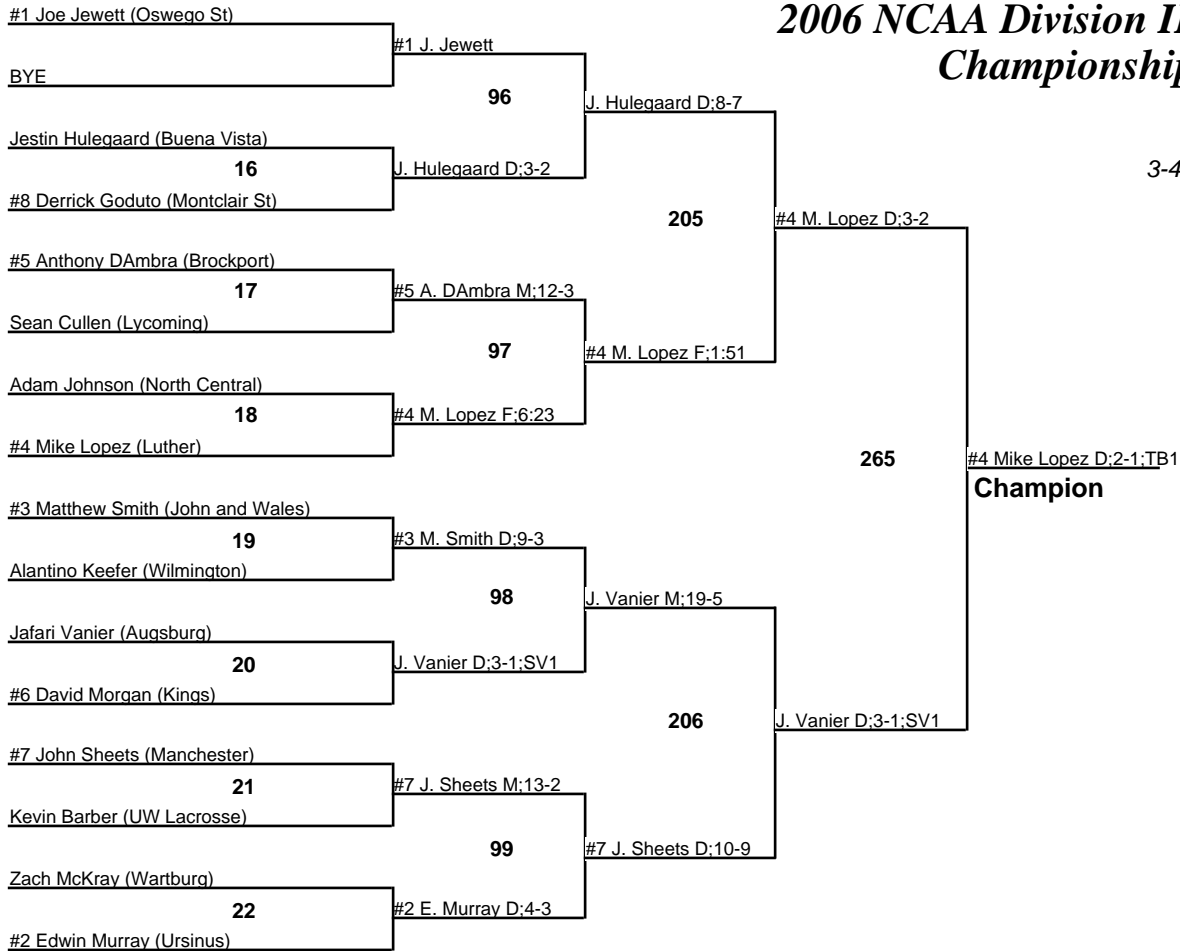 2006 NCAA Division II
Championship
3-4
#1 Joe Jewett (Oswego St)
#1 J. Jewett
BYE
96
J. Hulegaard D;8-7
Jestin Hulegaard (Buena Vista)
16
J. Hulegaard D;3-2
#8 Derrick Goduto (Montclair St)
205
#4 M. Lopez D;3-2
#5 Anthony DAmbra (Brockport)
17
#5 A. DAmbra M;12-3
Sean Cullen (Lycoming)
97
#4 M. Lopez F;1:51
Adam Johnson (North Central)
18
#4 M. Lopez F;6:23
#4 Mike Lopez (Luther)
265
#4 Mike Lopez D;2-1;TB1
Champion
#3 Matthew Smith (John and Wales)
19
#3 M. Smith D;9-3
Alantino Keefer (Wilmington)
98
J. Vanier M;19-5
Jafari Vanier (Augsburg)
20
J. Vanier D;3-1;SV1
#6 David Morgan (Kings)
206
J. Vanier D;3-1;SV1
#7 John Sheets (Manchester)
21
#7 J. Sheets M;13-2
Kevin Barber (UW Lacrosse)
99
#7 J. Sheets D;10-9
Zach McKray (Wartburg)
22
#2 E. Murray D;4-3
#2 Edwin Murray (Ursinus)